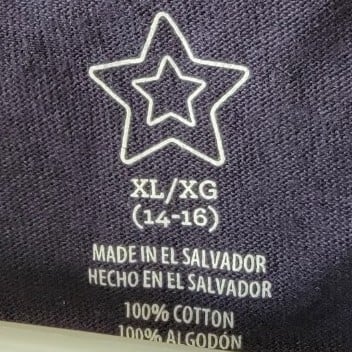 XL/XG
(14-16)
MADE IN EL SALVADOR
HECHO EN EL SALVADOR
100% COTTON
100% ALGODÓN